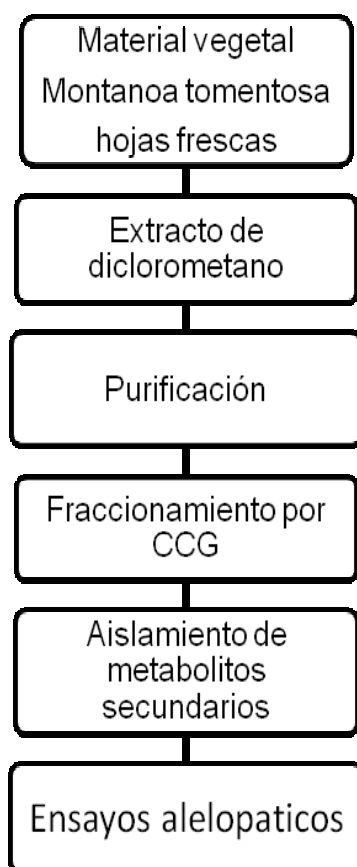 Material vegetal
Montanoa tomentosa
hojas frescas
Extracto de
diclorometano
Purificación
Fraccionamiento por
CCG
Aislamiento de
metabolitos
secundarios
Ensayos alelopaticos